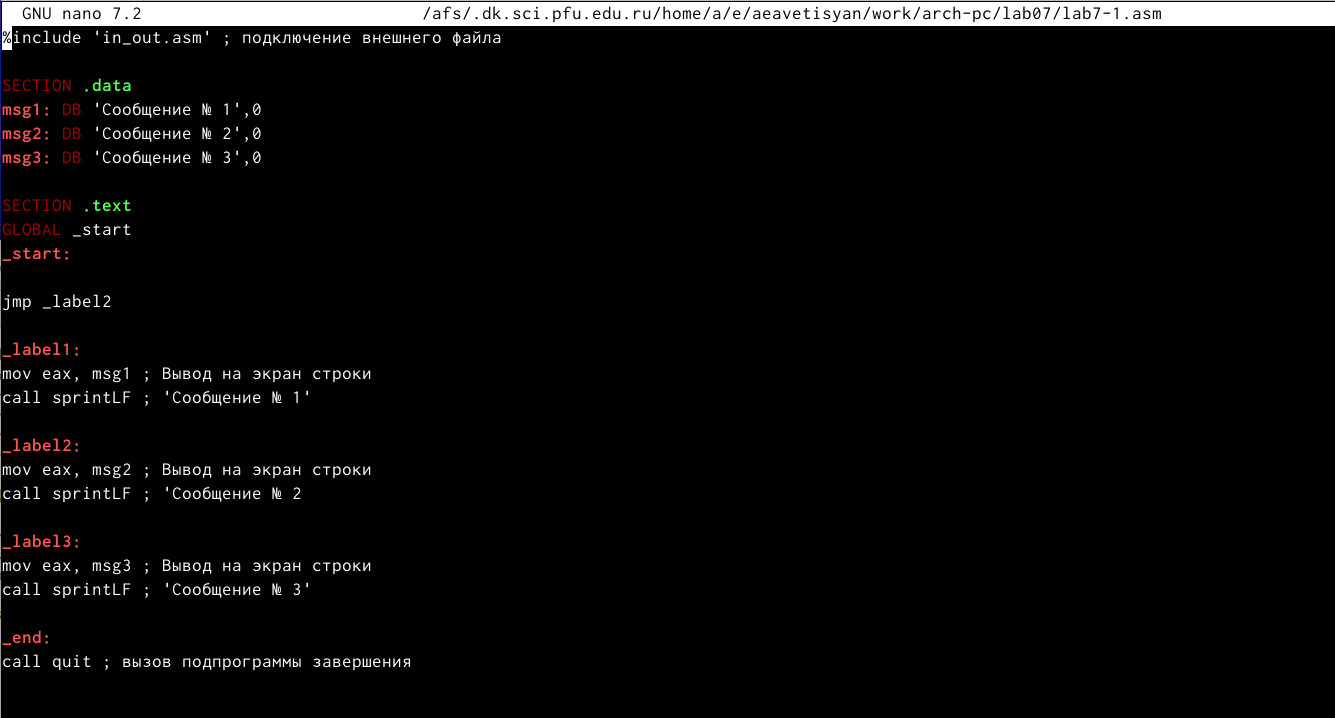 GNU nano 7.2 /afs/.dk.sci.pfu.edu.ru/home/a/e/aeavetisyan/work/arch-pc/lab07/lab7-1.asm
%include 'in_out.asm' ; подключение внешнего файла
SECTION .data
msg1: DB 'Сообщение № 1',0
msg2: DB 'Сообщение № 2',0
msg3: DB 'Сообщение № 3',0
SECTION .text
GLOBAL _start
_start:
jmp _label2
_label1:
mov eax, msg1 ; Вывод на экран строки
call sprintLF ; 'Сообщение № 1'
_label2:
mov eax, msg2 ; Вывод на экран строки
call sprintLF ; 'Сообщение № 2
_label3:
mov eax, msg3 ; Вывод на экран строки
call sprintLF ; 'Сообщение № 3'
_end:
call quit ; вызов подпрограммы завершения